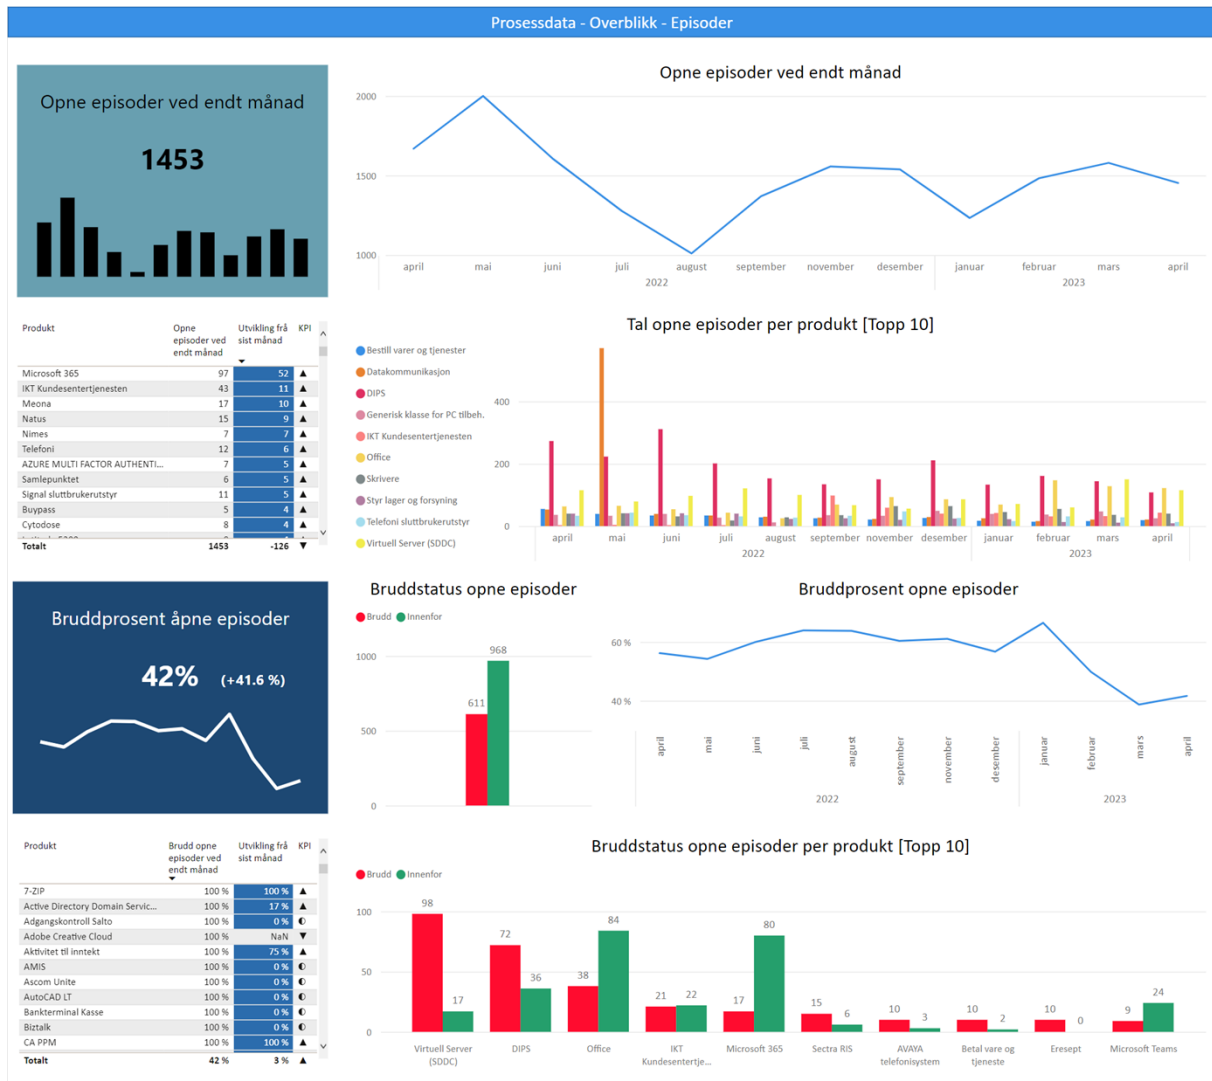 Prosessdata - Overblikk - Episoder
Opne episoder ved endt månad
1453
Opne episoder ved endt månad
2000
1500
1000
april mai juni juli august september november desember januar februar mars april
2022 2023
Produkt Opne episoder ved endt månad Utvikling frå sist månad KPI
Microsoft 365 97 52 ▲
IKT Kundesentertjenesten 43 11 ▲
Meona 17 10 ▲
Natus 15 9 ▲
Nimes 7 7 ▲
Telefoni 12 6 ▲
AZURE MULTI FACTOR AUTHENTI... 7 5 ▲
Samlepunktet 6 5 ▲
Signal sluttbrukerutstyr 11 5 ▲
Buypass 5 4 ▲
Cytodose 8 4 ▲
Totalt 1453 -126 ▼
Tal opne episoder per produkt [Topp 10]
Bestill varer og tjenester
Datakommunikasjon
DIPS
Generisk klasse for PC tilbeh.
IKT Kundesentertjenesten
Office
Skrivere
Styr lager og forsyning
Telefoni sluttbrukerutstyr
Virtuell Server (SDDC)
400
200
0
april mai juni juli august september november desember januar februar mars april
2022 2023
Bruddprosent åpne episoder
42% (+41.6 %)
Bruddstatus opne episoder
Brudd Innenfor
1000
500
0
611 968
Bruddprosent opne episoder
60 %
40 %
april mai juni juli august september november desember januar februar mars april
2022 2023
Produkt Brudd opne episoder ved endt månad Utvikling frå sist månad KPI
7-ZIP 100 % 100 % ▲
Active Directory Domain Servic... 100 % 17 % ▲
Adgangskontroll Salto 100 % 0 %
Adobe Creative Cloud 100 % NaN ▼
Aktivitet til inntekt 100 % 75 % ▲
AMIS 100 % 0 %
Ascom Unite 100 % 0 %
AutoCAD LT 100 % 0 %
Bankterminal Kasse 100 % 0 %
Biztalk 100 % 0 %
CA PPM 100 % 100 % ▲
Totalt 42 % 3 % ▲
Bruddstatus opne episoder per produkt [Topp 10]
Brudd Innenfor
100
50
0
98 17 72 36 38 84 21 22 17 80 15 6 10 3 10 2 10 0 9 24
Virtuell Server (SDDC) DIPS Office IKT Kundesentertje... Microsoft 365 Sectra RIS AVAYA telefonisystem Betal vare og tjeneste Eresept Microsoft Teams